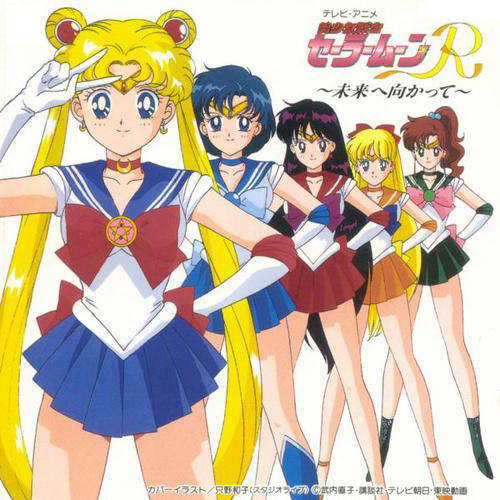 テレビ・アニメ
美少女戦士
セーラームーンR
～未来へ向かって～
カバーイラスト／只野和子(スタジオライブ) ©武内直子・講談社・テレビ朝日・東映動画